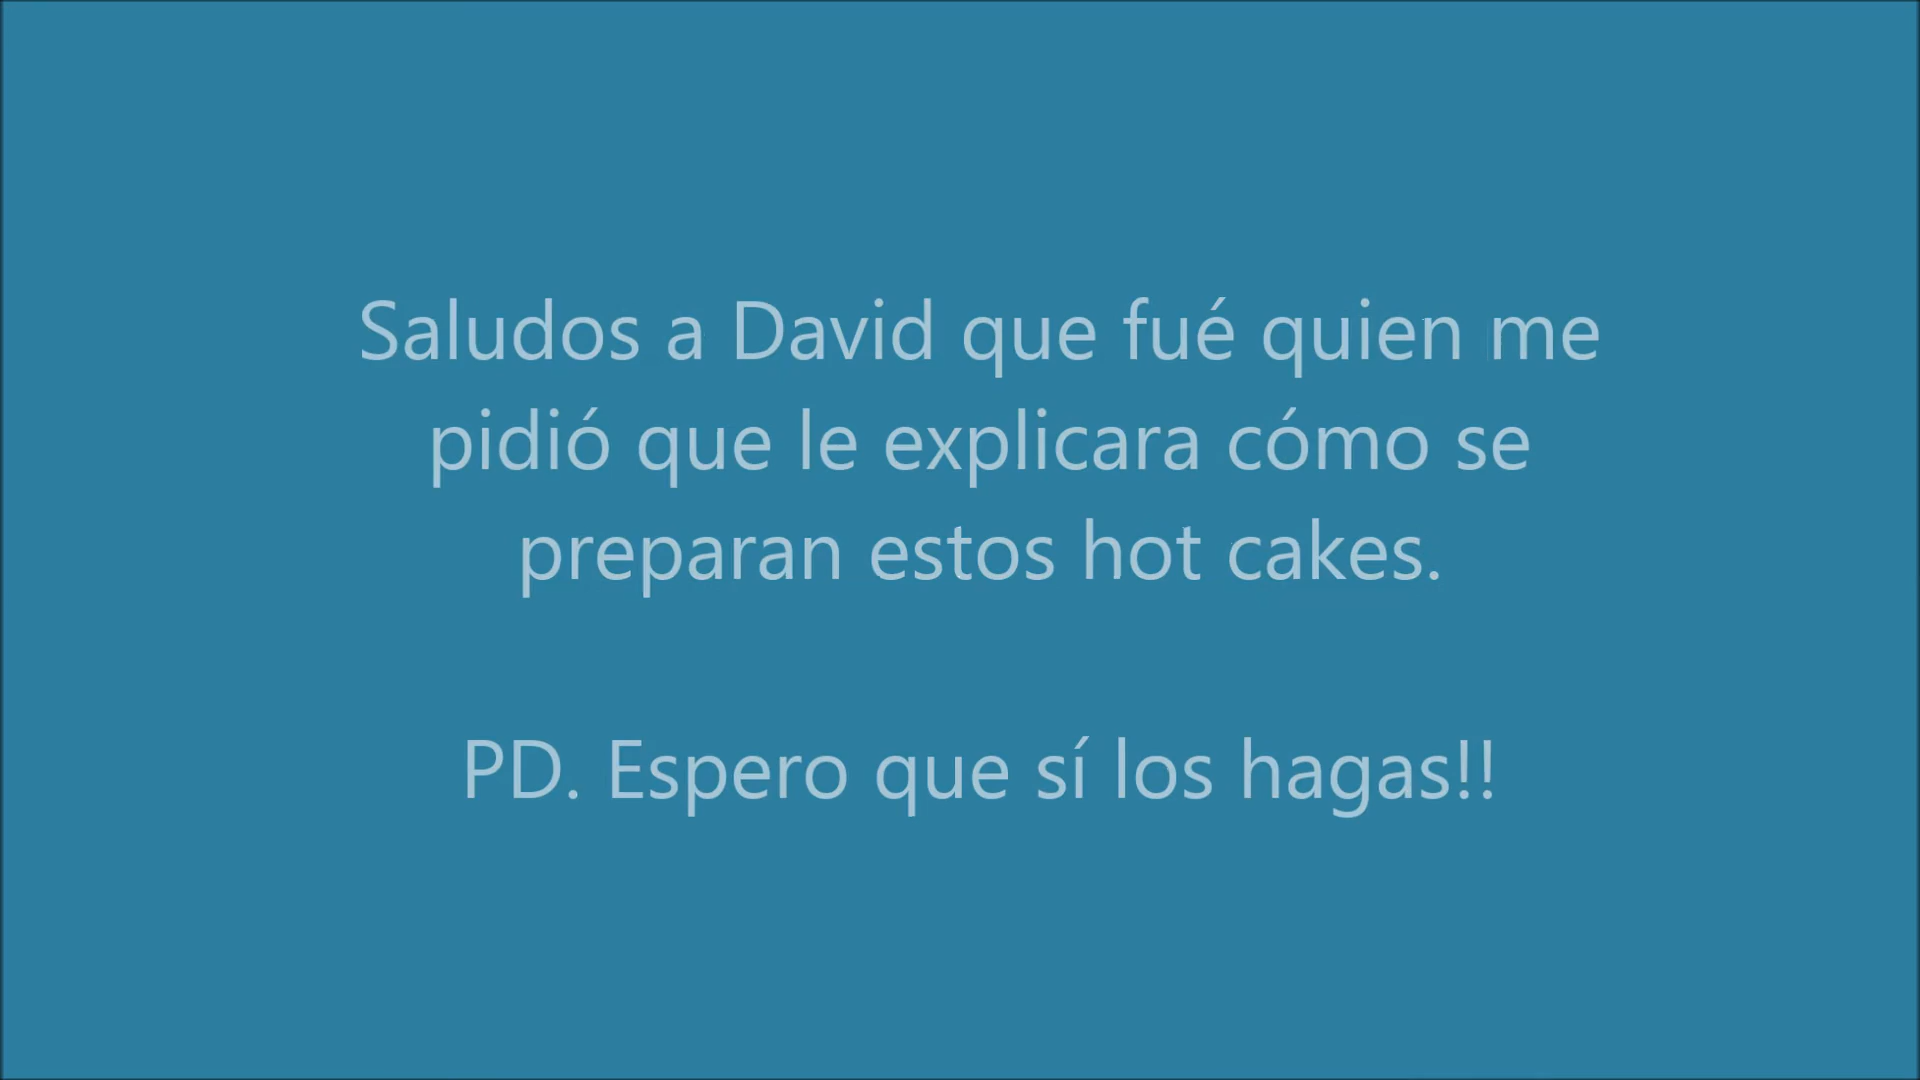 Saludos a David que fué quien me
pidió que le explicara cómo se
preparan estos hot cakes.
PD. Espero que sí los hagas!!